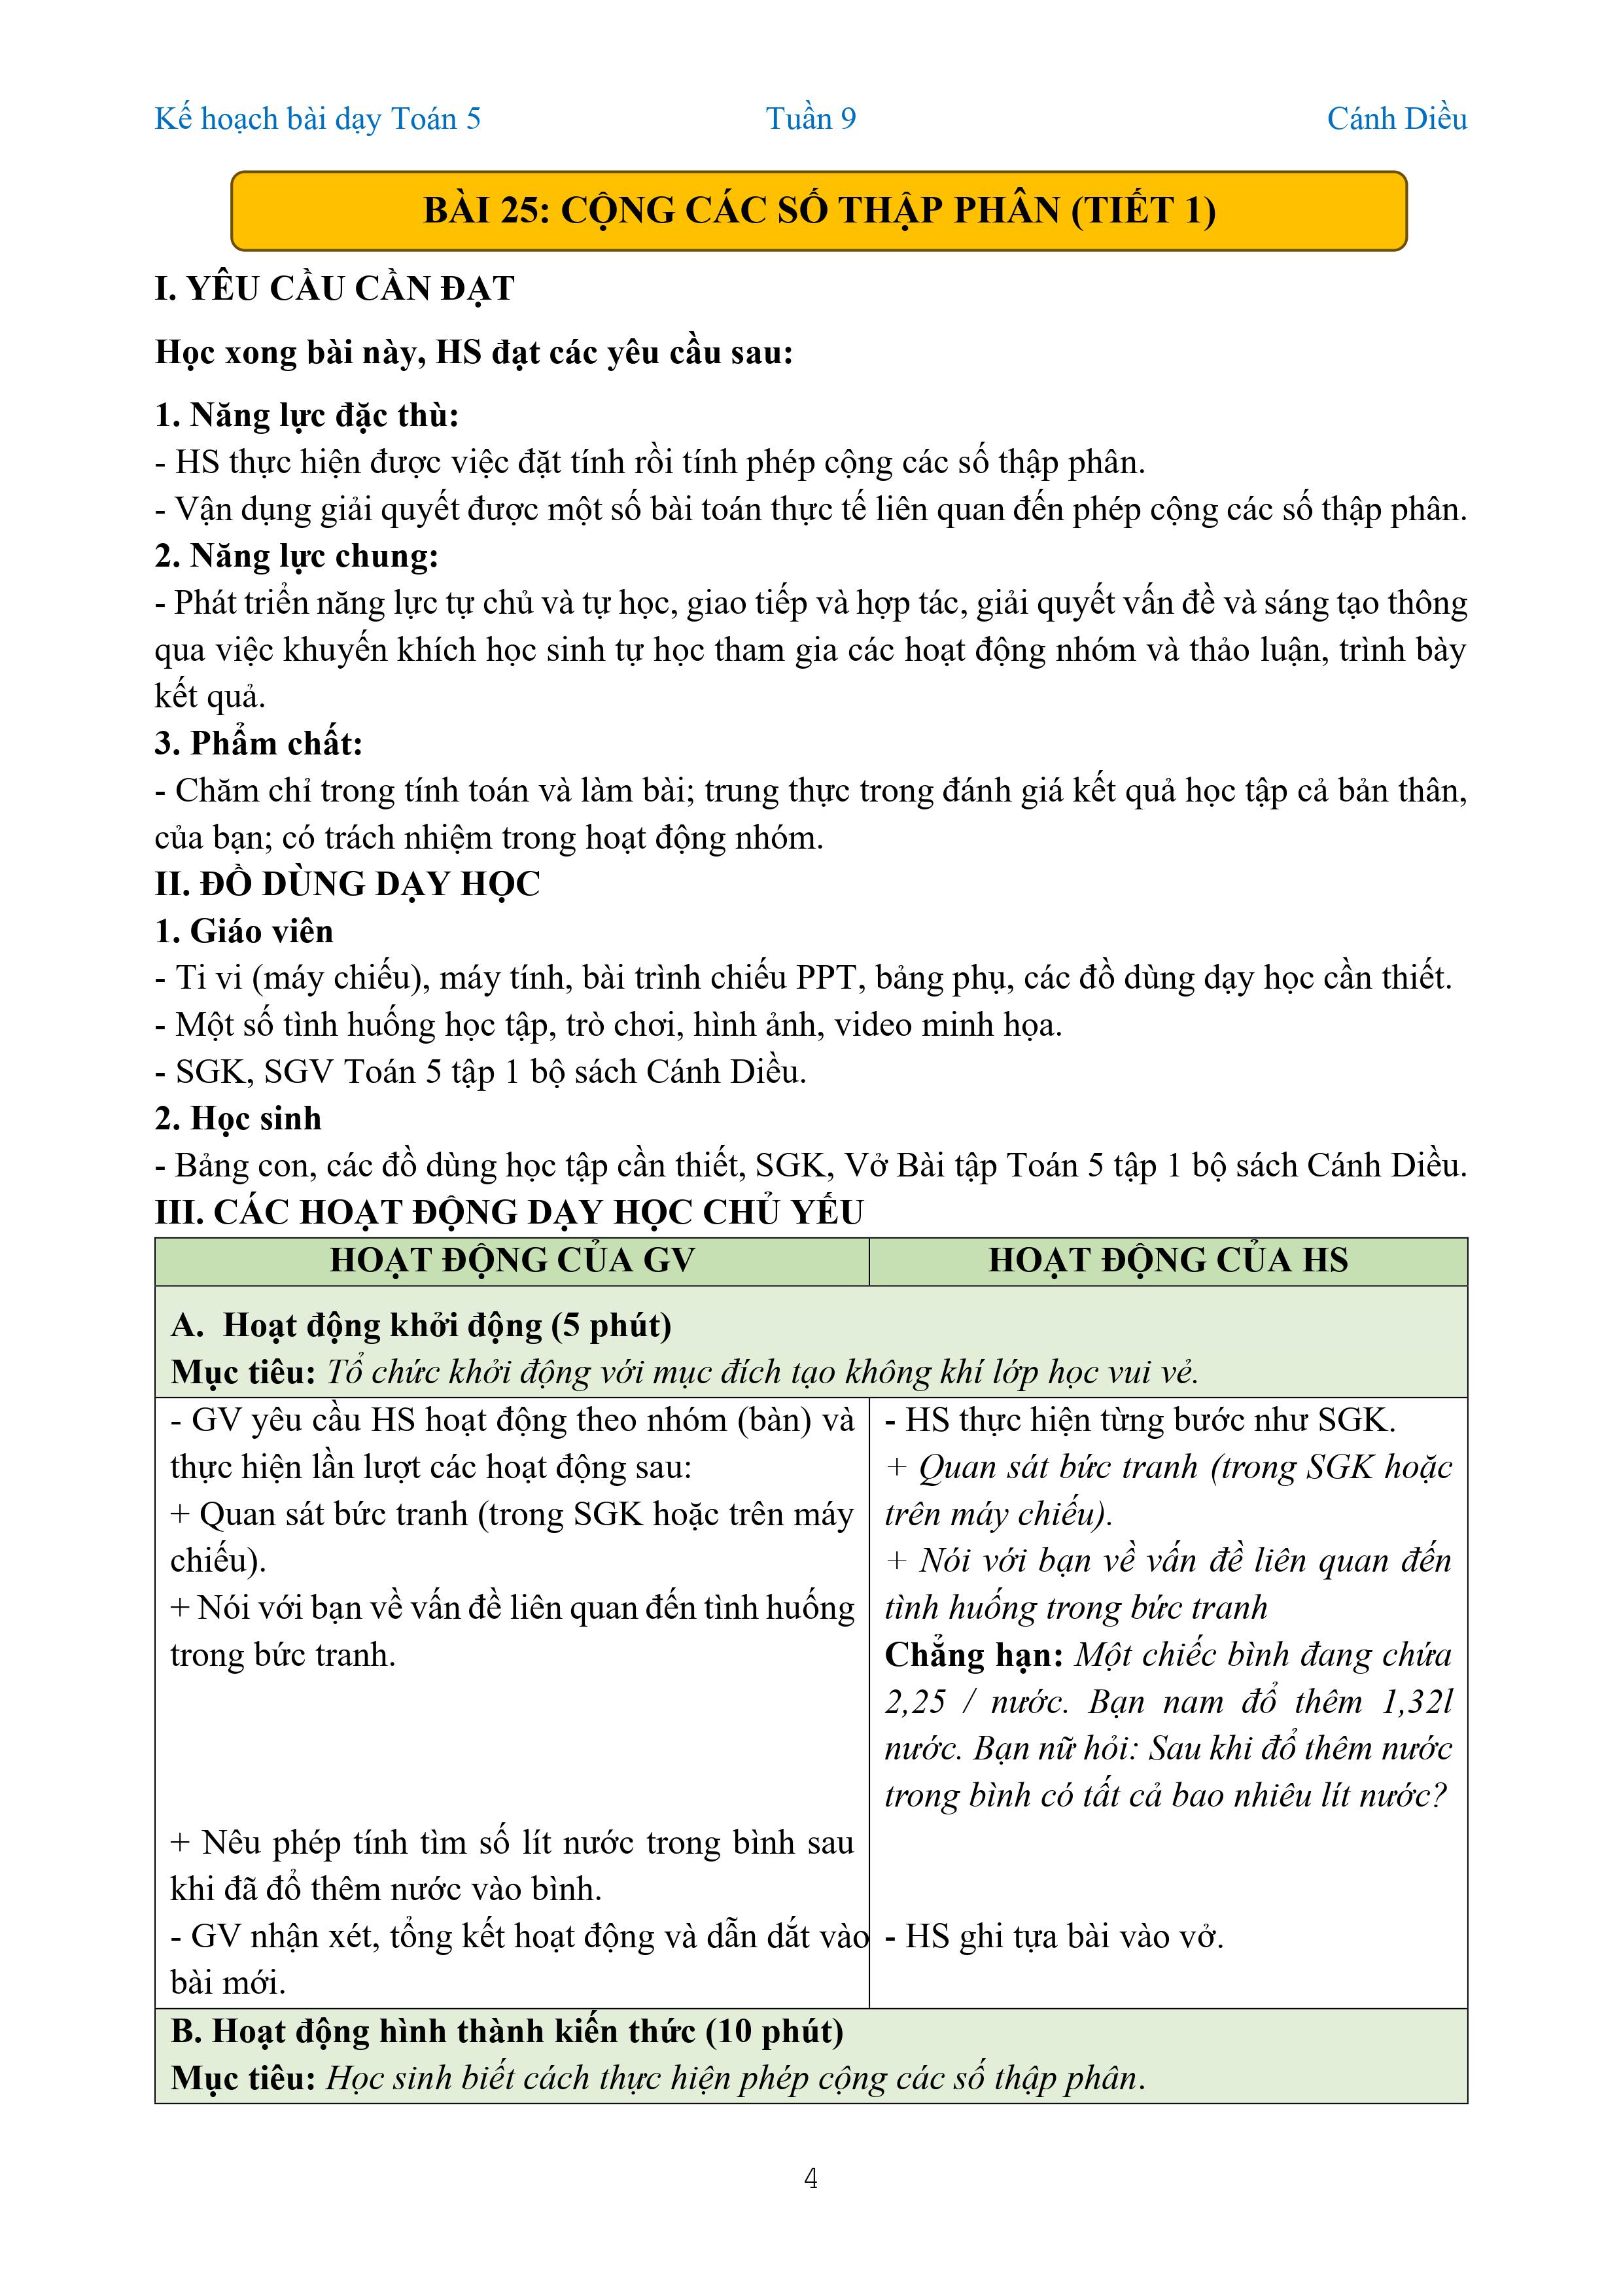 Kế hoạch bài dạy Toán 5 Tuần 9 Cánh Diều
BÀI 25: CỘNG CÁC SỐ THẬP PHÂN (TIẾT 1)
I. YÊU CẦU CẦN ĐẠT
Học xong bài này, HS đạt các yêu cầu sau:
1. Năng lực đặc thù:
- HS thực hiện được việc đặt tính rồi tính phép cộng các số thập phân.
- Vận dụng giải quyết được một số bài toán thực tế liên quan đến phép cộng các số thập phân.
2. Năng lực chung:
- Phát triển năng lực tự chủ và tự học, giao tiếp và hợp tác, giải quyết vấn đề và sáng tạo thông
qua việc khuyến khích học sinh tự học tham gia các hoạt động nhóm và thảo luận, trình bày
kết quả.
3. Phẩm chất:
- Chăm chỉ trong tính toán và làm bài; trung thực trong đánh giá kết quả học tập cả bản thân,
của bạn; có trách nhiệm trong hoạt động nhóm.
II. ĐỒ DÙNG DẠY HỌC
1. Giáo viên
- Ti vi (máy chiếu), máy tính, bài trình chiếu PPT, bảng phụ, các đồ dùng dạy học cần thiết.
- Một số tình huống học tập, trò chơi, hình ảnh, video minh họa.
- SGK, SGV Toán 5 tập 1 bộ sách Cánh Diều.
2. Học sinh
- Bảng con, các đồ dùng học tập cần thiết, SGK, Vở Bài tập Toán 5 tập 1 bộ sách Cánh Diều.
III. CÁC HOẠT ĐỘNG DẠY HỌC CHỦ YẾU
HOẠT ĐỘNG CỦA GV
HOẠT ĐỘNG CỦA HS
A. Hoạt động khởi động (5 phút)
Mục tiêu: Tổ chức khởi động với mục đích tạo không khí lớp học vui vẻ.
- GV yêu cầu HS hoạt động theo nhóm (bàn) và
thực hiện lần lượt các hoạt động sau:
+ Quan sát bức tranh (trong SGK hoặc trên máy
chiếu).
+ Nói với bạn về vấn đề liên quan đến tình huống
trong bức tranh.
+ Nêu phép tính tìm số lít nước trong bình sau
khi đã đổ thêm nước vào bình.
- GV nhận xét, tổng kết hoạt động và dẫn dắt vào
bài mới.
- HS thực hiện từng bước như SGK.
+ Quan sát bức tranh (trong SGK hoặc
trên máy chiếu).
+ Nói với bạn về vấn đề liên quan đến
tình huống trong bức tranh
Chẳng hạn: Một chiếc bình đang chứa
2,25 / nước. Bạn nam đổ thêm 1,32l
nước. Bạn nữ hỏi: Sau khi đổ thêm nước
trong bình có tất cả bao nhiêu lít nước?
- HS ghi tựa bài vào vở.
B. Hoạt động hình thành kiến thức (10 phút)
Mục tiêu: Học sinh biết cách thực hiện phép cộng các số thập phân.
4